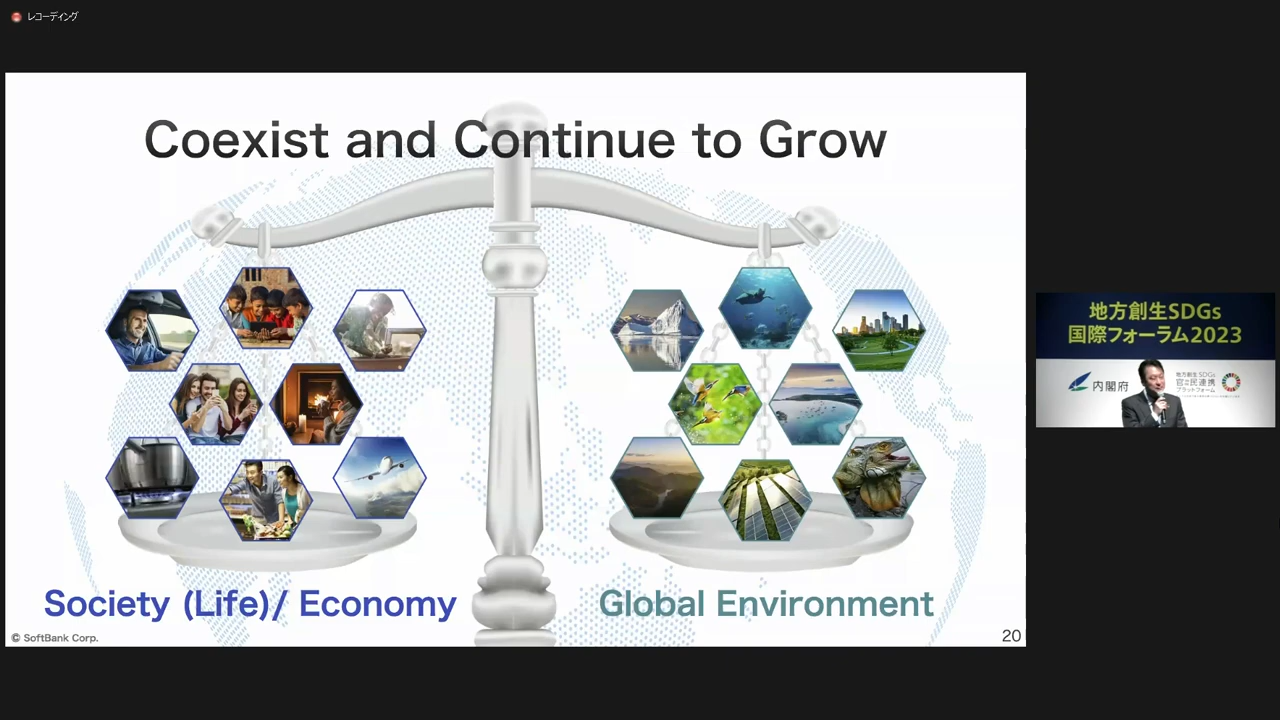 レコーディング
Coexist and Continue to Grow
Society (Life)/ Economy
Global Environment
© SoftBank Corp.
20
地方創生SDGs
国際フォーラム2023
内閣府
地方創生SDGs
官民連携
プラットフォーム